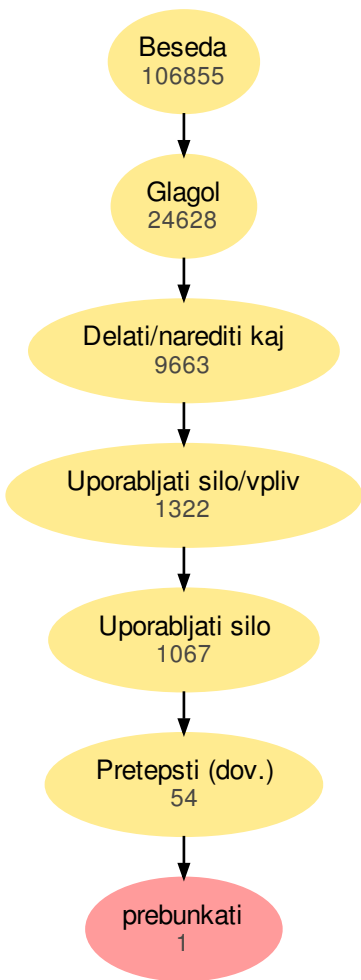 Beseda
106855
Glagol
24628
Delati/narediti kaj
9663
Uporabljati silo/vpliv
1322
Uporabljati silo
1067
Pretepsti (dov.)
54
prebunkati
1